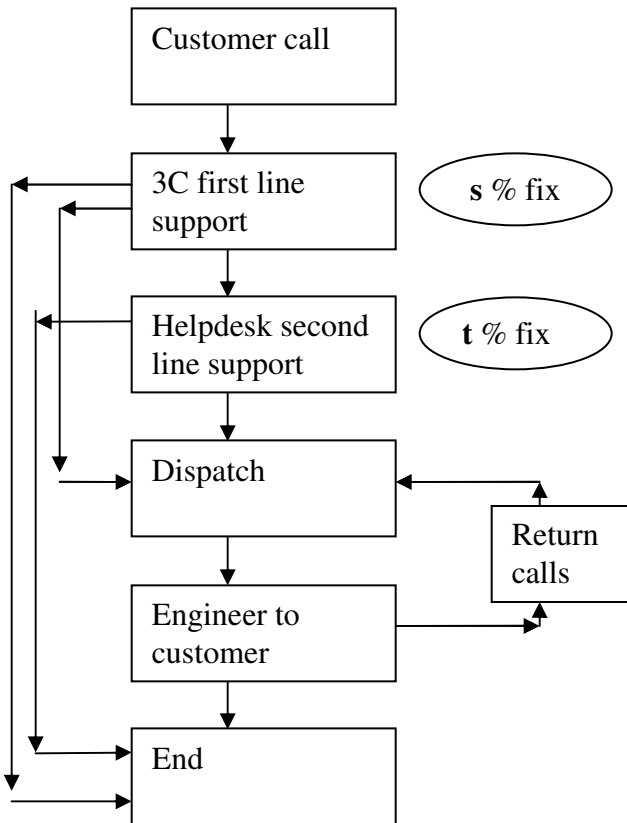 Customer call
3C first line
support
s % fix
Helpdesk second
line support
t % fix
Dispatch
Return
calls
Engineer to
customer
End